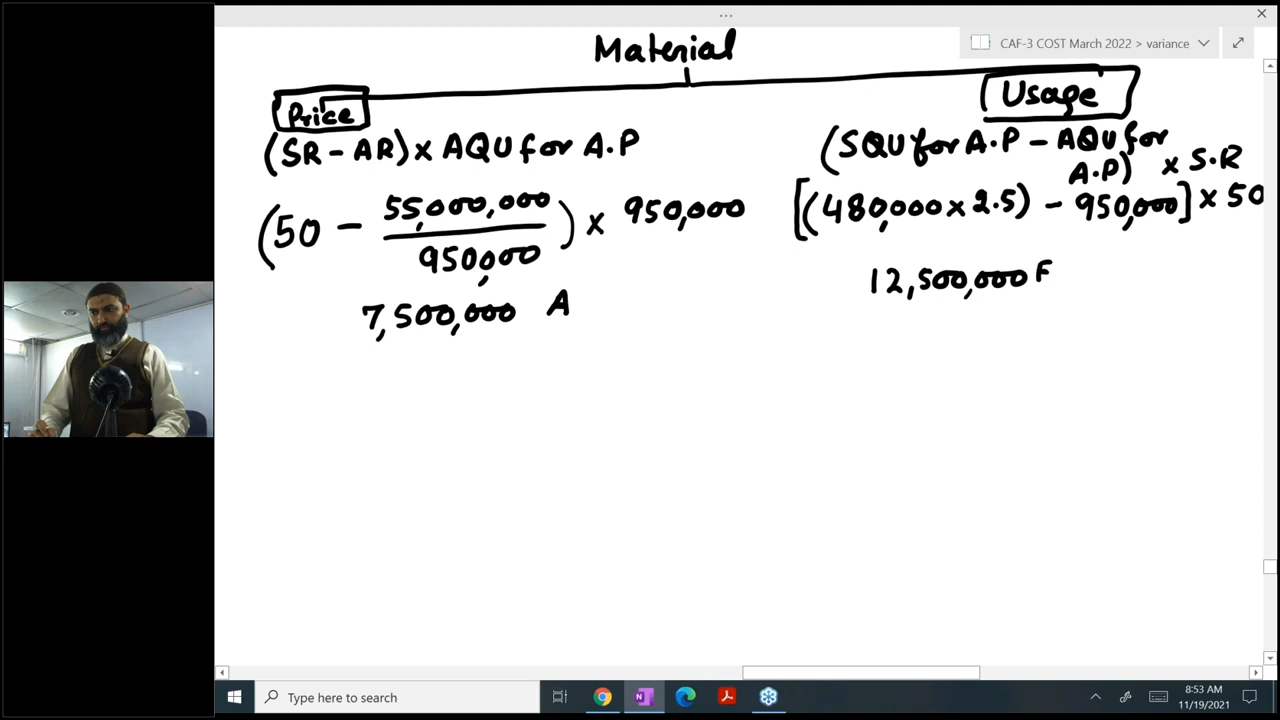 CAF-3 COST March 2022 > variance
Material
Price
Usage
(SR - AR) x AQU for A.P
(SQU for A.P - AQU for A.P) x S.R
(50 - 55,000,000 / 950,000) x 950,000
[(480,000 x 2.5) - 950,000] x 50
7,500,000 A
12,500,000 F
Type here to search
8:53 AM
11/19/2021